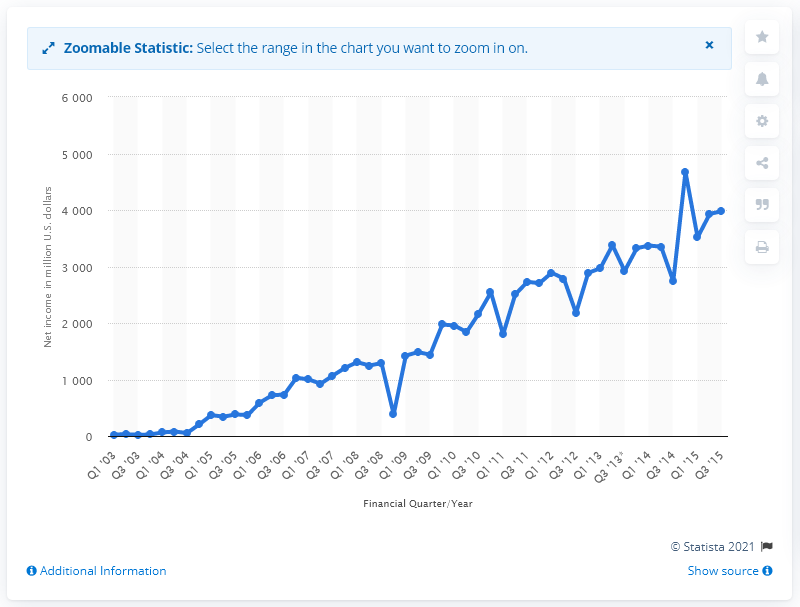 Zoomable Statistic: Select the range in the chart you want to zoom in on.
6 000
5 000
4 000
3 000
2 000
1 000
0
Net income in million U.S. dollars
Q1 '03
Q3 '03
Q1 '04
Q3 '04
Q1 '05
Q3 '05
Q1 '06
Q3 '06
Q1 '07
Q3 '07
Q1 '08
Q3 '08
Q1 '09
Q3 '09
Q1 '10
Q3 '10
Q1 '11
Q3 '11
Q1 '12
Q3 '12
Q1 '13
Q3 '13*
Q1 '14
Q3 '14
Q1 '15
Q3 '15
Financial Quarter/Year
© Statista 2021
Additional Information
Show source